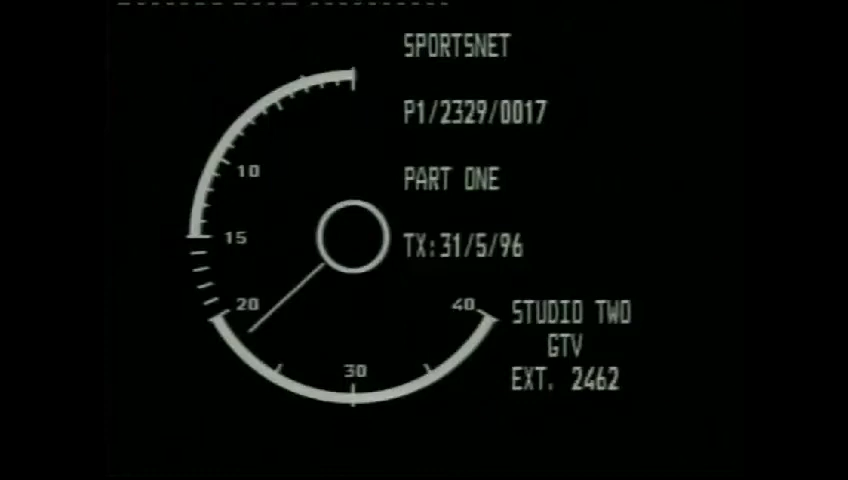 SPORTSNET
P1/2329/0017
PART ONE
TX:31/5/96
10
15
20
30
40
STUDIO TWO
GTV
EXT. 2462